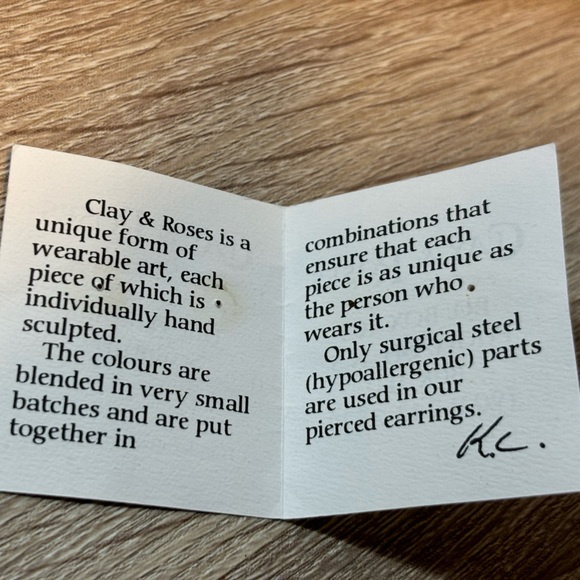 Clay & Roses is a
unique form of
wearable art, each
piece of which is
individually hand
sculpted.
The colours are
blended in very small
batches and are put
together in
combinations that
ensure that each
piece is as unique as
the person who
wears it.
Only surgical steel
(hypoallergenic) parts
are used in our
pierced earrings.
K.C.